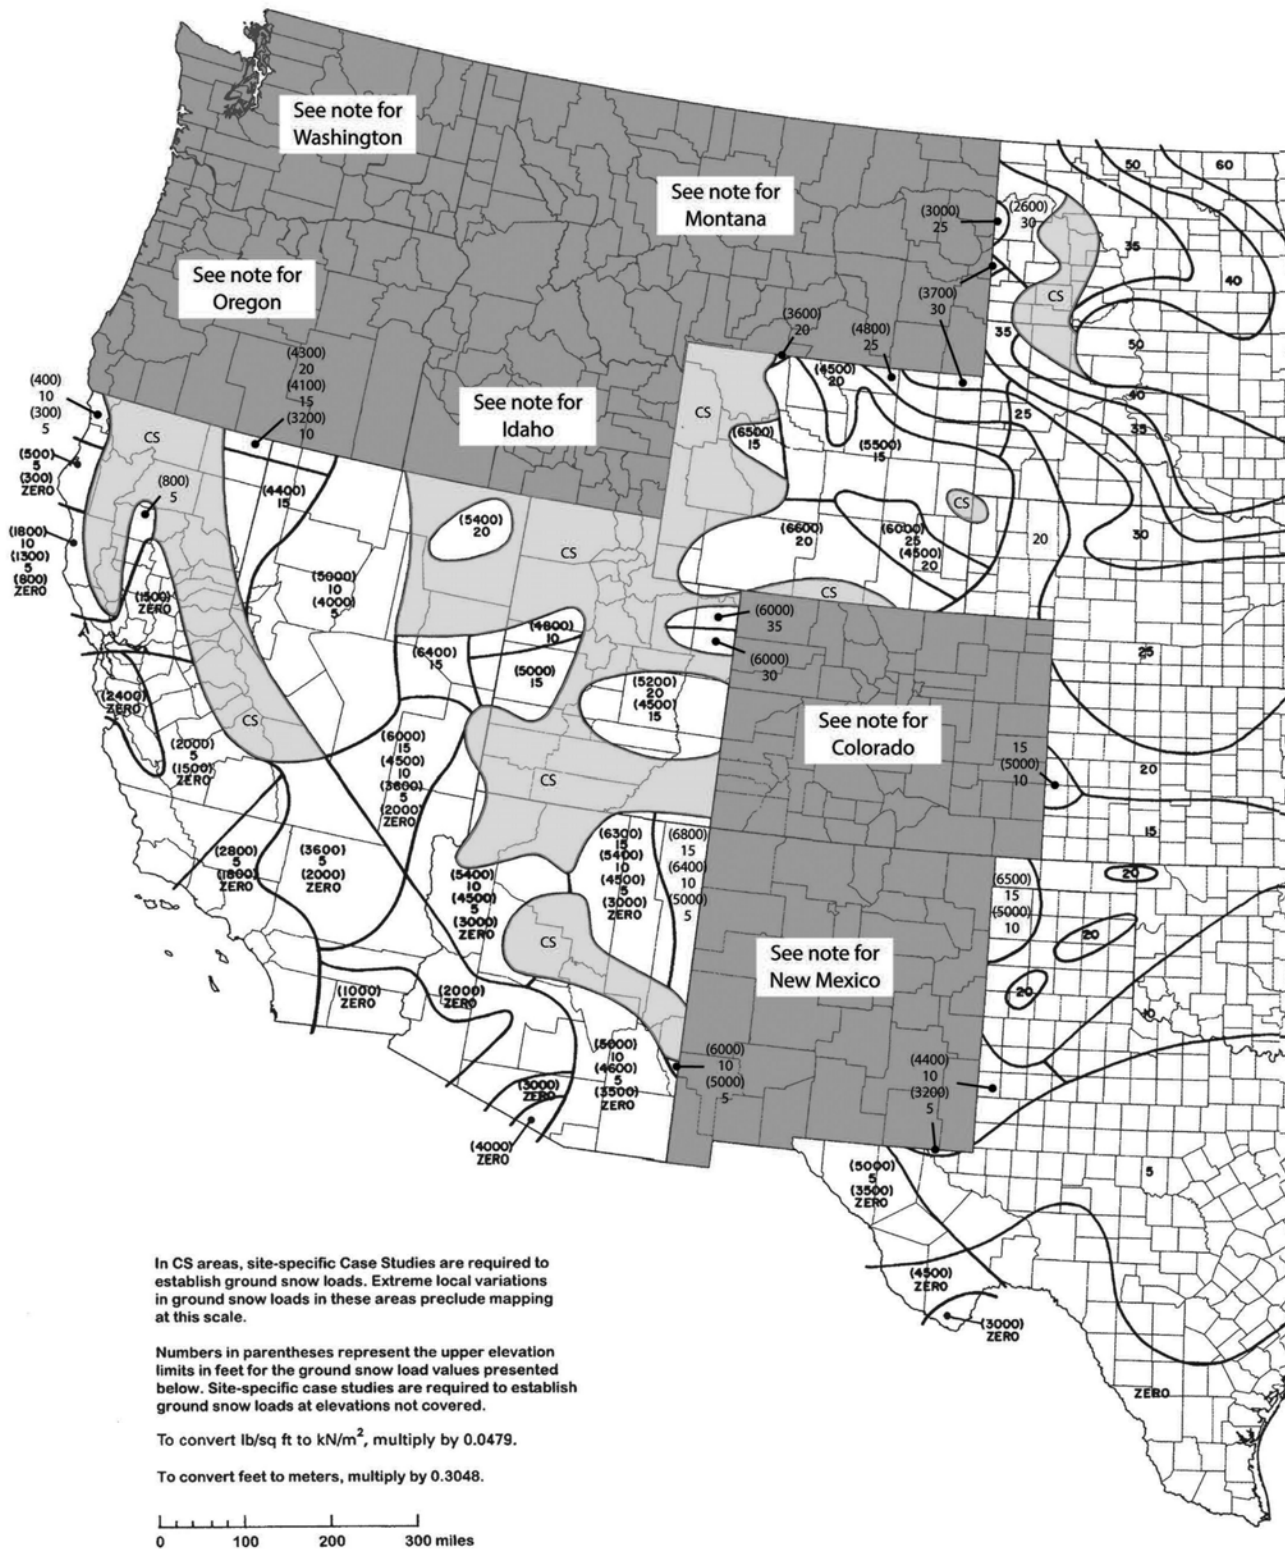 See note for
Washington
See note for
Montana
See note for
Oregon
See note for
Idaho
(3000)
25
(2600)
30
50
60
35
40
CS
(3700)
30
(3600)
20
(4800)
25
35
50
(4300)
20
(4100)
15
(3200)
10
(400)
10
(300)
5
CS
(4500)
20
CS
40
25
35
(6500)
15
(5500)
15
(500)
5
(300)
ZERO
(800)
5
(4400)
15
(5400)
20
CS
CS
(1800)
10
(1300)
5
(800)
ZERO
(6600)
20
(6000)
25
(4500)
20
20
30
(1500)
ZERO
(5000)
10
(4000)
5
CS
(6000)
35
(4800)
10
(6400)
15
(5000)
15
(6000)
30
25
(5200)
20
(4500)
15
(2400)
ZERO
CS
See note for
Colorado
(2000)
5
(1500)
ZERO
(6000)
15
(4500)
10
(3600)
5
(2000)
ZERO
CS
15
(5000)
10
20
15
(2800)
5
(1800)
ZERO
(3600)
5
(2000)
ZERO
(5400)
10
(4500)
5
(3000)
ZERO
(6300)
15
(5400)
10
(4500)
5
(3000)
ZERO
(6800)
15
(6400)
10
(5000)
5
20
(6500)
15
(5000)
10
20
CS
See note for
New Mexico
(1000)
ZERO
(2000)
ZERO
20
10
(5000)
10
(4600)
5
(3500)
ZERO
(6000)
10
(5000)
5
(4400)
10
(3200)
5
(3000)
ZERO
(4000)
ZERO
(5000)
5
(3500)
ZERO
5
(4500)
ZERO
(3000)
ZERO
ZERO
In CS areas, site-specific Case Studies are required to
establish ground snow loads. Extreme local variations
in ground snow loads in these areas preclude mapping
at this scale.
Numbers in parentheses represent the upper elevation
limits in feet for the ground snow load values presented
below. Site-specific case studies are required to establish
ground snow loads at elevations not covered.
To convert lb/sq ft to kN/m², multiply by 0.0479.
To convert feet to meters, multiply by 0.3048.
0 100 200 300 miles